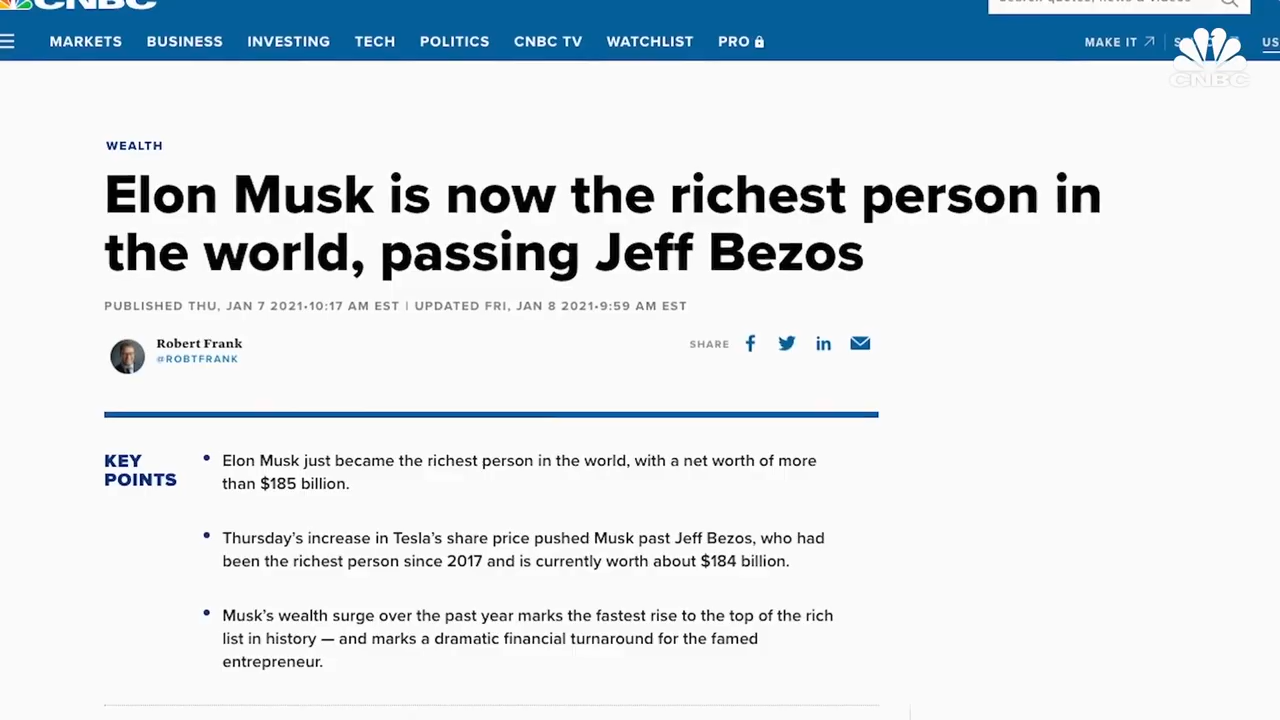 CNBC
MARKETS BUSINESS INVESTING TECH POLITICS CNBC TV WATCHLIST PRO MAKE IT US
CNBC
WEALTH
Elon Musk is now the richest person in
the world, passing Jeff Bezos
PUBLISHED THU, JAN 7 2021•10:17 AM EST | UPDATED FRI, JAN 8 2021•9:59 AM EST
Robert Frank
@ROBTFRANK
SHARE
KEY
POINTS
• Elon Musk just became the richest person in the world, with a net worth of more
than $185 billion.
• Thursday's increase in Tesla's share price pushed Musk past Jeff Bezos, who had
been the richest person since 2017 and is currently worth about $184 billion.
• Musk's wealth surge over the past year marks the fastest rise to the top of the rich
list in history — and marks a dramatic financial turnaround for the famed
entrepreneur.